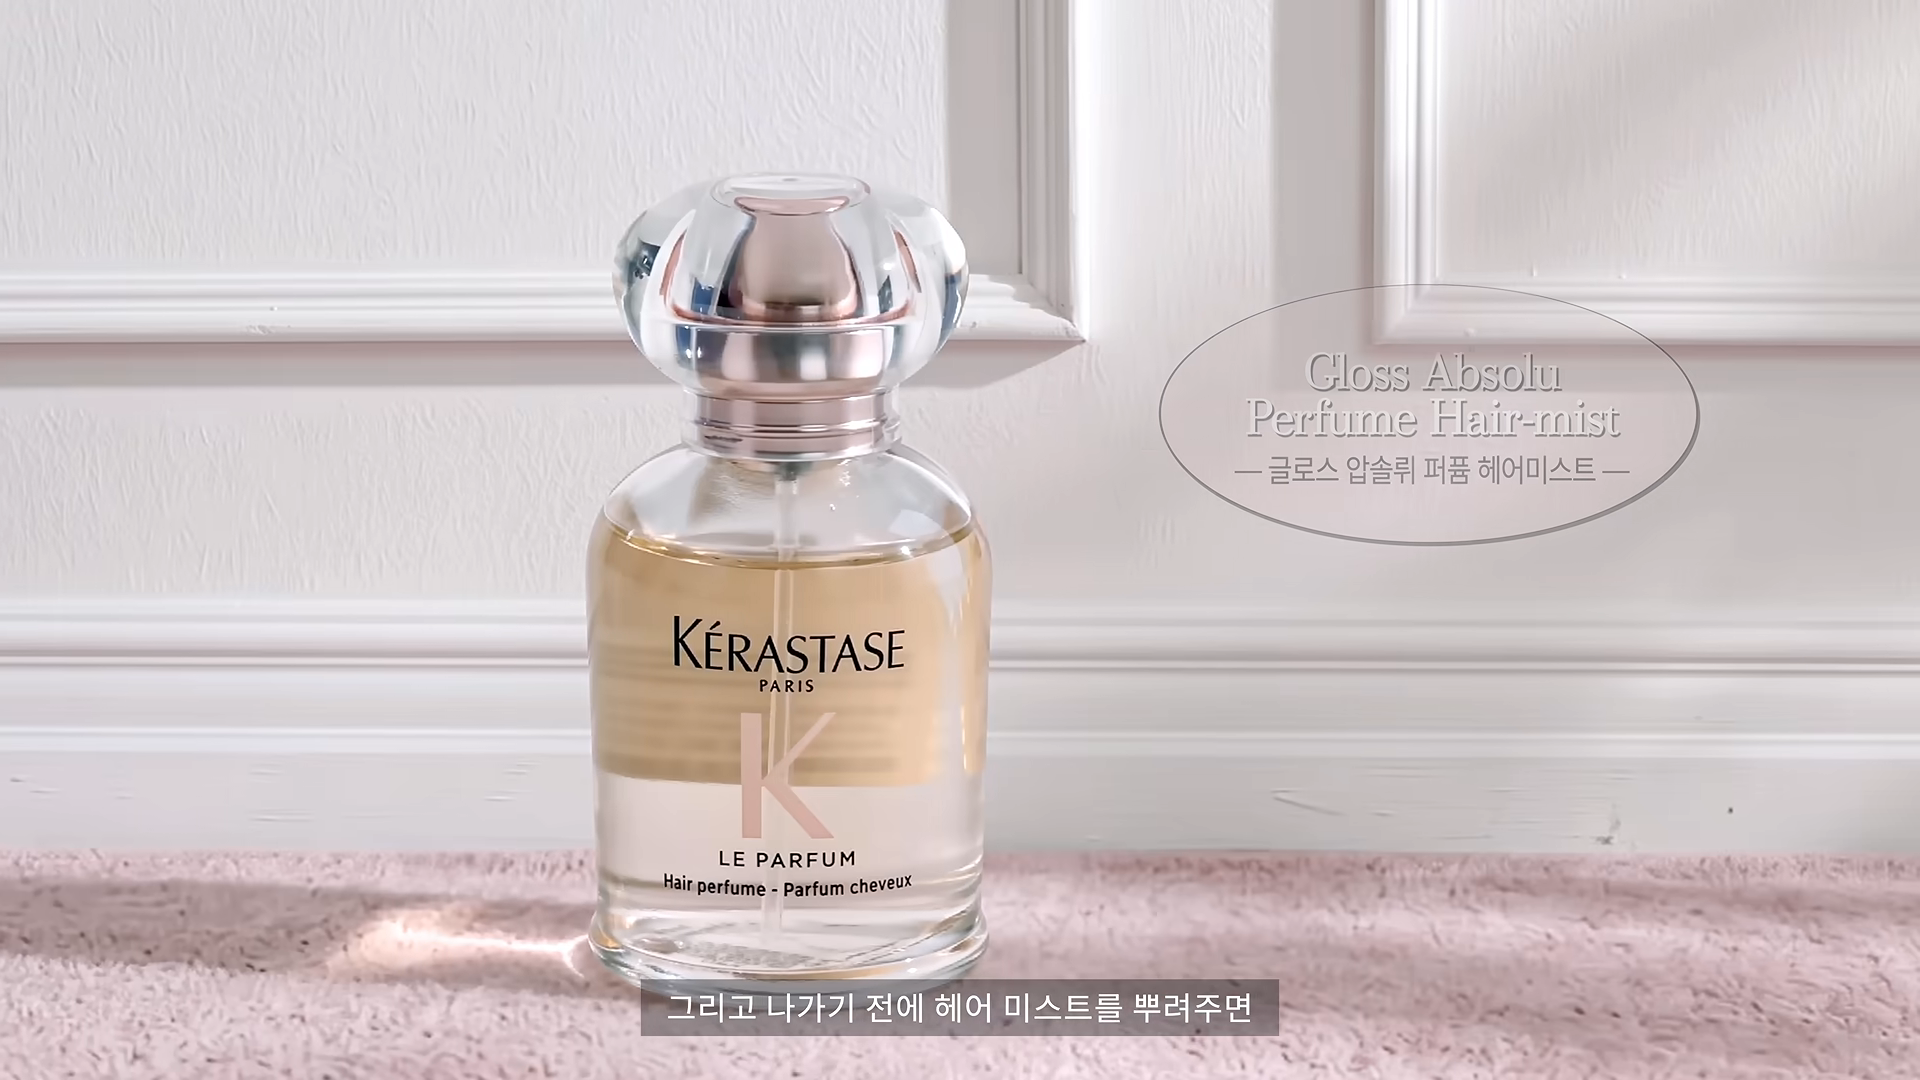 Gloss Absolu
Perfume Hair-mist
— 글로스 압솔뤼 퍼퓸 헤어미스트 —
KÉRASTASE
PARIS
K
LE PARFUM
Hair perfume - Parfum cheveux
그리고 나가기 전에 헤어 미스트를 뿌려주면